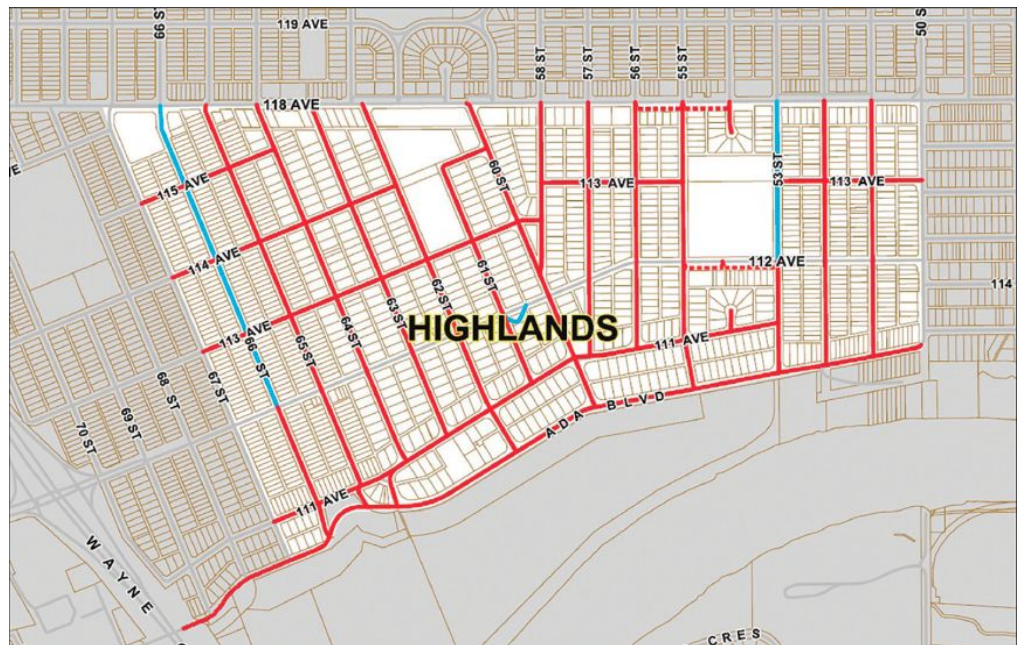 66 ST
119 AVE
50 ST
58 ST
57 ST
56 ST
55 ST
118 AVE
VE
115 AVE
60 ST
113 AVE
53 ST
113 AVE
114 AVE
112 AVE
61 ST
62 ST
63 ST
114
113 AVE
64 ST
65 ST
66 ST
HIGHLANDS
111 AVE
67 ST
68 ST
69 ST
70 ST
ADA BLVD
111 AVE
WAYNE
CRES